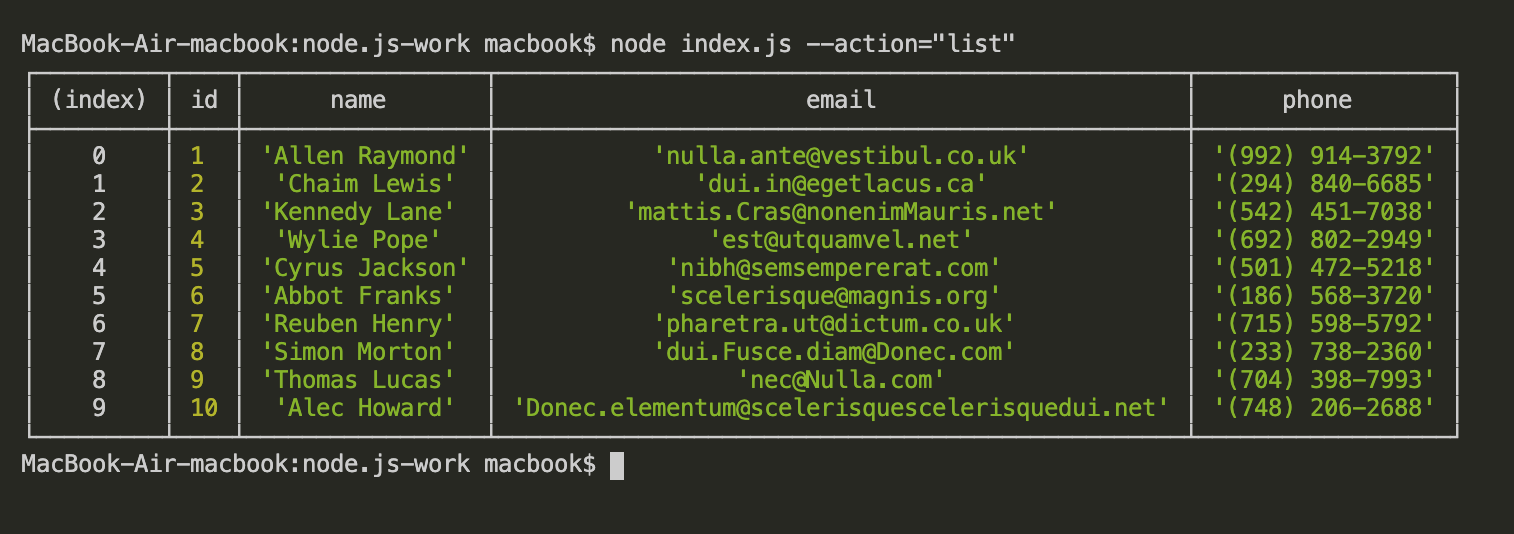 MacBook-Air-macbook:node.js-work macbook$ node index.js --action="list"
(index) id name email phone
0 1 'Allen Raymond' 'nulla.ante@vestibul.co.uk' '(992) 914-3792'
1 2 'Chaim Lewis' 'dui.in@egetlacus.ca' '(294) 840-6685'
2 3 'Kennedy Lane' 'mattis.Cras@nonenimMauris.net' '(542) 451-7038'
3 4 'Wylie Pope' 'est@utquamvel.net' '(692) 802-2949'
4 5 'Cyrus Jackson' 'nibh@semsempererat.com' '(501) 472-5218'
5 6 'Abbot Franks' 'scelerisque@magnis.org' '(186) 568-3720'
6 7 'Reuben Henry' 'pharetra.ut@dictum.co.uk' '(715) 598-5792'
7 8 'Simon Morton' 'dui.Fusce.diam@Donec.com' '(233) 738-2360'
8 9 'Thomas Lucas' 'nec@Nulla.com' '(704) 398-7993'
9 10 'Alec Howard' 'Donec.elementum@scelerisquescelerisquedui.net' '(748) 206-2688'
MacBook-Air-macbook:node.js-work macbook$